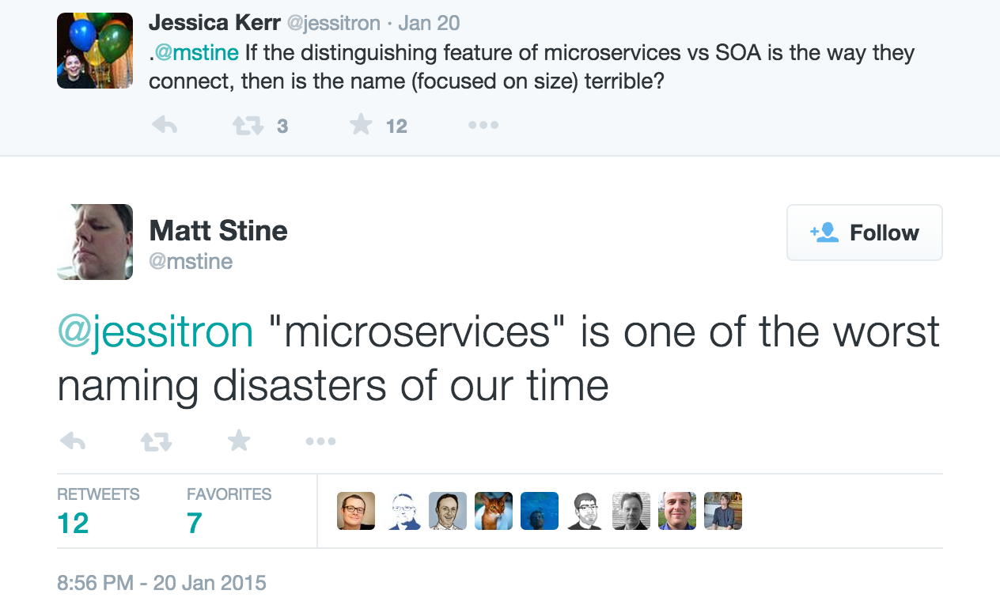 Jessica Kerr @jessitron · Jan 20
.@mstine If the distinguishing feature of microservices vs SOA is the way they
connect, then is the name (focused on size) terrible?
3 12
Matt Stine
@mstine
Follow
@jessitron "microservices" is one of the worst
naming disasters of our time
RETWEETS FAVORITES
12 7
8:56 PM - 20 Jan 2015